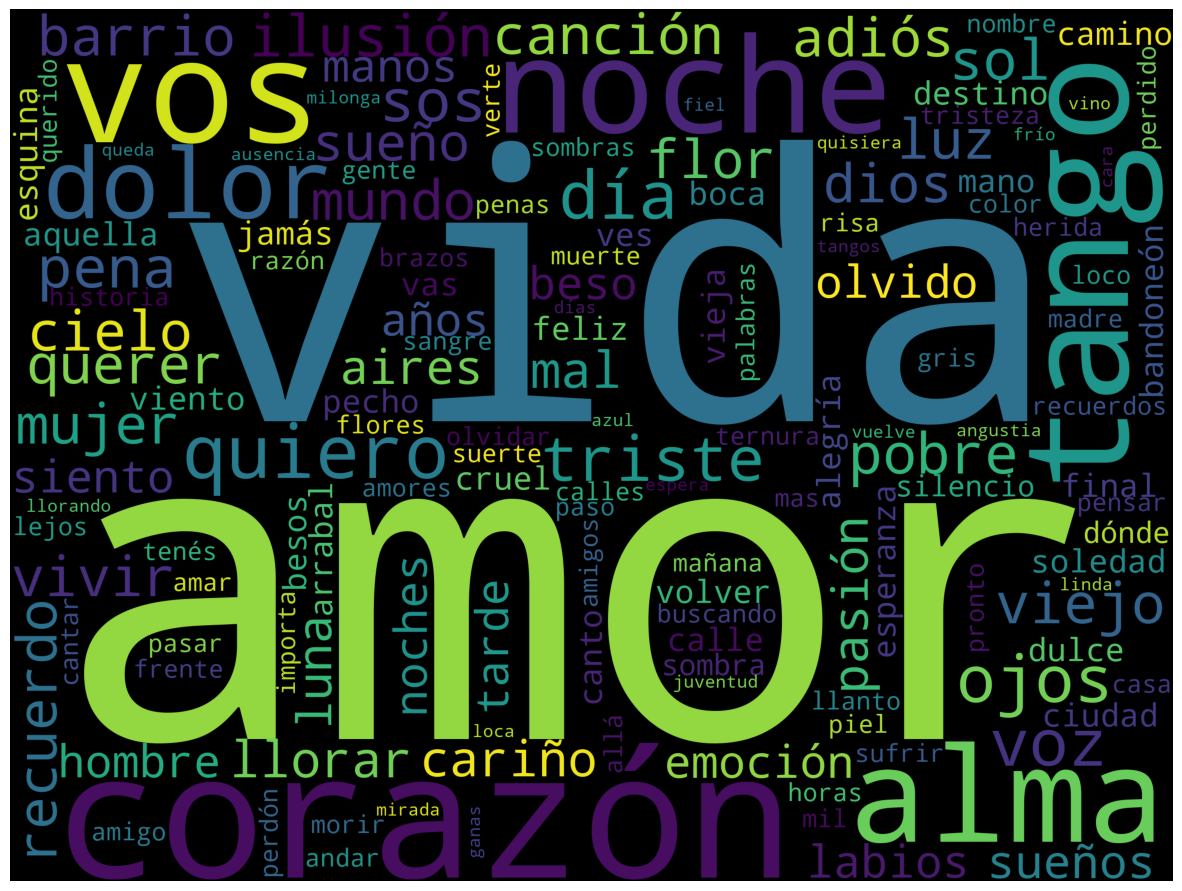 barrio
ilusión
canción
adiós
nombre
camino
vos
manos
noche
sol
querido
milonga
sos
verte
fiel
destino
vino
perdido
esquina
tristeza
tango
dolor
queda
ausencia
sueño
sombras
flor
quisiera
luz
frío
gente
mundo
penas
día
boca
dios
mano
color
cara
aquella
jamás
vida
ves
risa
herida
pena
razón
brazos
muerte
tangos
bandoneón
historia
vas
beso
vieja
palabras
olvido
loco
cielo
años
días
madre
sangre
feliz
querer
aires
mal
gris
viento
pecho
alegría
recuerdos
mujer
flores
azul
quiero
olvidar
ternura
vuelve
angustia
suerte
triste
pobre
siento
amores
cruel
calles
espera
mas
silencio
final
llorando
paso
pensar
lejos
amor
esperanza
dónde
tenés
besos
arrabal
luna
noches
tarde
canto
amigos
mañana
pasión
soledad
vivir
amar
volver
pronto
linda
viejo
recuerdo
cantar
importa
buscando
pasar
calle
dulce
frente
sombra
ojos
casa
juventud
llanto
ciudad
loca
allá
piel
voz
hombre
llorar
cariño
emoción
sufrir
corazón
alma
perdón
horas
mirada
ganas
mil
amigo
morir
andar
labios
sueños